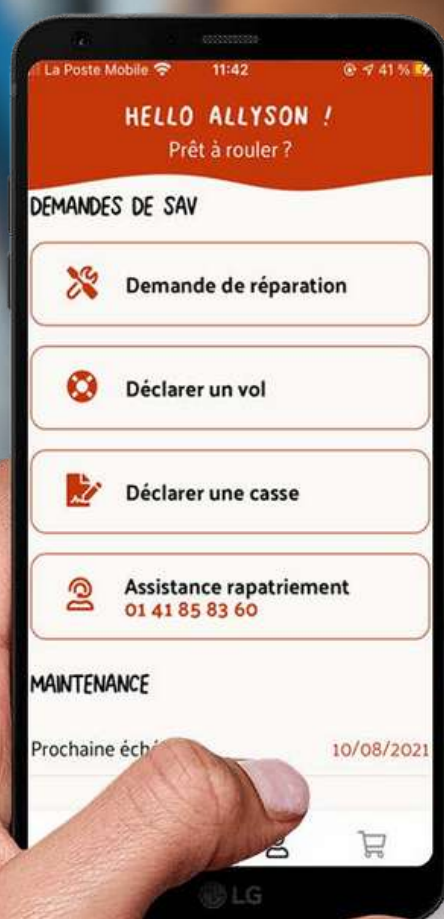 La Poste Mobile 11:42 41 %
HELLO ALLYSON !
Prêt à rouler ?
DEMANDES DE SAV
Demande de réparation
Déclarer un vol
Déclarer une casse
Assistance rapatriement
01 41 85 83 60
MAINTENANCE
Prochaine 10/08/2021
LG